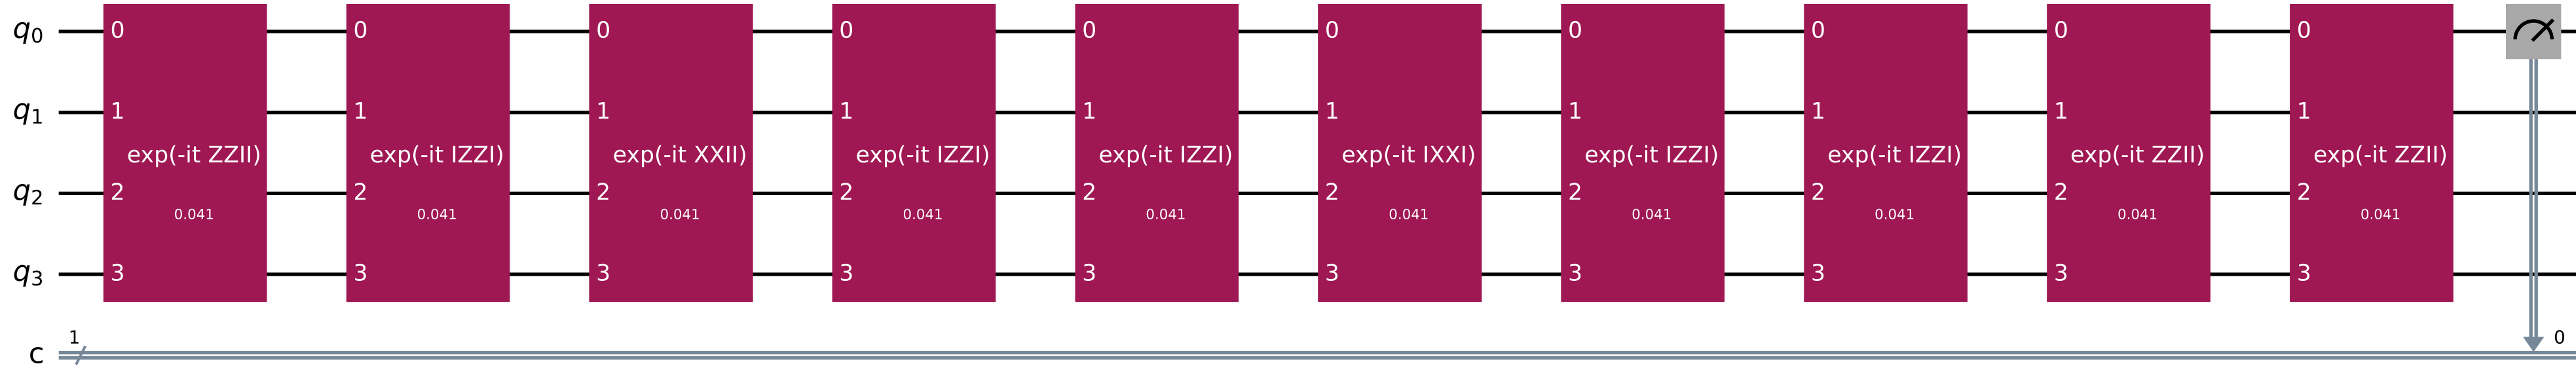 q0 0 0 0 0 0 0 0 0 0 0
q1 1 1 1 1 1 1 1 1 1 1
exp(-it ZZII) exp(-it IZZI) exp(-it XXII) exp(-it IZZI) exp(-it IZZI) exp(-it IXXI) exp(-it IZZI) exp(-it IZZI) exp(-it ZZII) exp(-it ZZII)
q2 2 2 2 2 2 2 2 2 2 2
0.041 0.041 0.041 0.041 0.041 0.041 0.041 0.041 0.041 0.041
q3 3 3 3 3 3 3 3 3 3 3
1 0
c